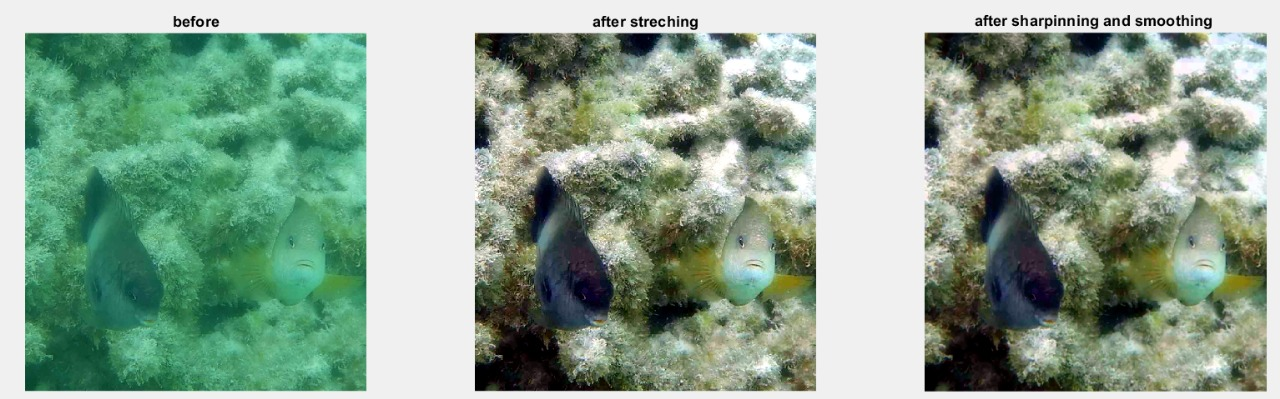 before
after streching
after sharpinning and smoothing